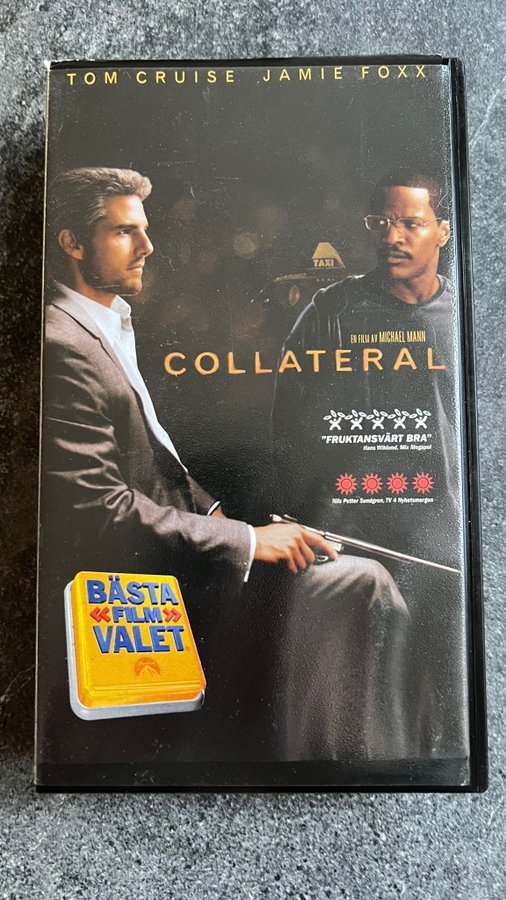 TOM CRUISE JAMIE FOXX
TAXI
EN FILM AV MICHAEL MANN
COLLATERAL
"FRUKTANSVÄRT BRA"
Hans Wiklund, Mix Megapol
Nils Petter Sundgren, TV 4 Nyhetsmorgon
BÄSTA
«FILM»
VALET®